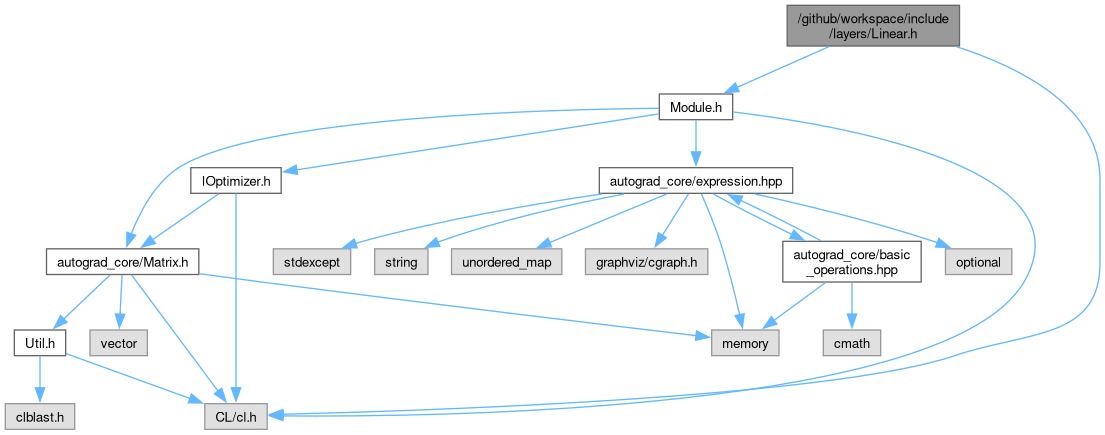 /github/workspace/include
/layers/Linear.h
Module.h
IOptimizer.h
autograd_core/expression.hpp
autograd_core/Matrix.h
stdexcept
string
unordered_map
graphviz/cgraph.h
autograd_core/basic
_operations.hpp
optional
Util.h
vector
memory
cmath
clblast.h
CL/cl.h